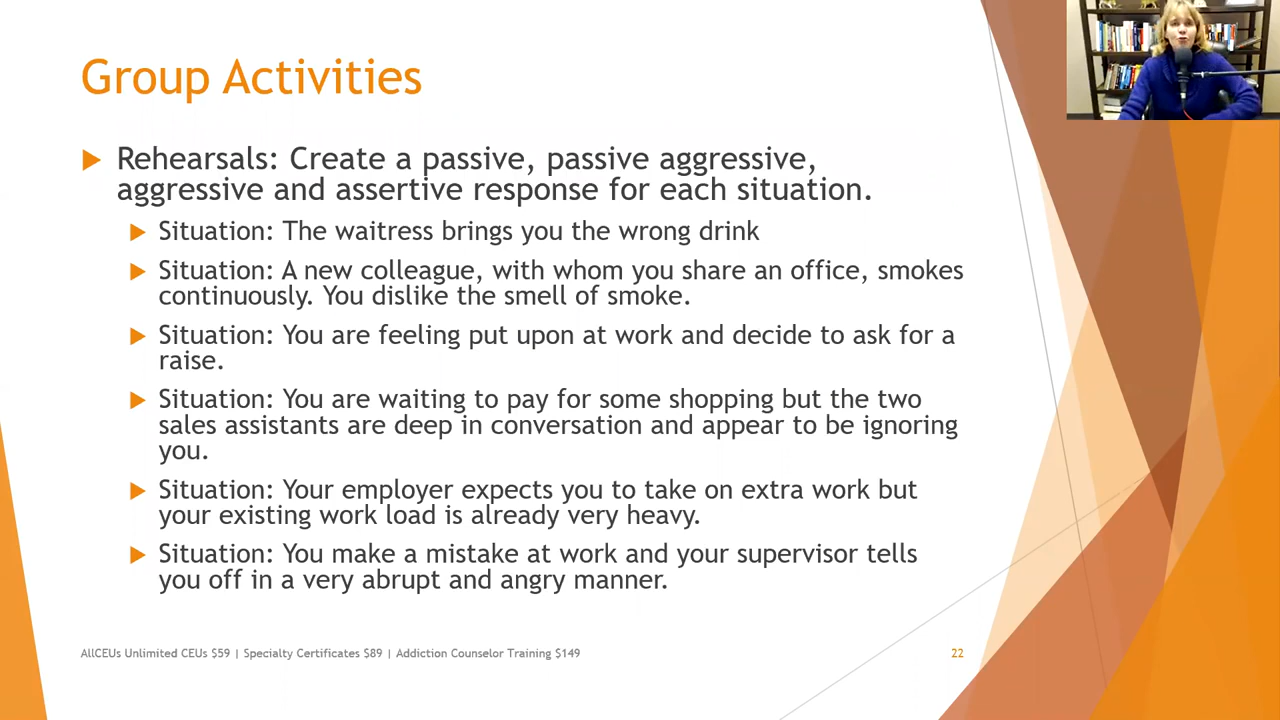 Group Activities
Rehearsals: Create a passive, passive aggressive,
aggressive and assertive response for each situation.
Situation: The waitress brings you the wrong drink
Situation: A new colleague, with whom you share an office, smokes
continuously. You dislike the smell of smoke.
Situation: You are feeling put upon at work and decide to ask for a
raise.
Situation: You are waiting to pay for some shopping but the two
sales assistants are deep in conversation and appear to be ignoring
you.
Situation: Your employer expects you to take on extra work but
your existing work load is already very heavy.
Situation: You make a mistake at work and your supervisor tells
you off in a very abrupt and angry manner.
AllCEUs Unlimited CEUs $59 | Specialty Certificates $89 | Addiction Counselor Training $149
22